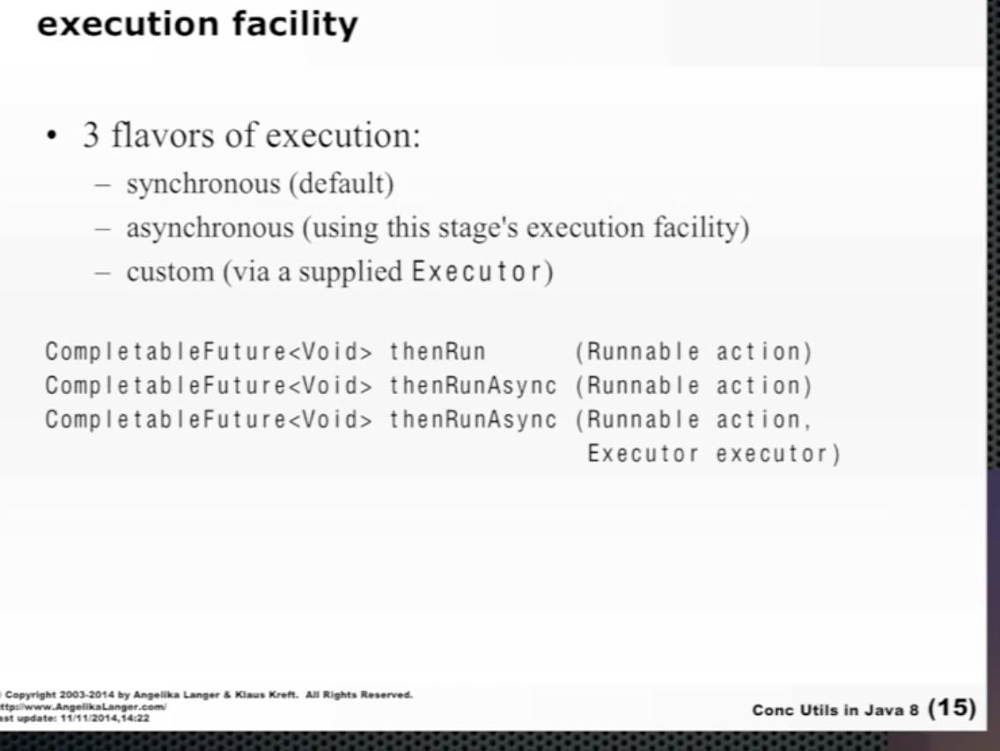 execution facility
• 3 flavors of execution:
– synchronous (default)
– asynchronous (using this stage's execution facility)
– custom (via a supplied Executor)
CompletableFuture<Void> thenRun (Runnable action)
CompletableFuture<Void> thenRunAsync (Runnable action)
CompletableFuture<Void> thenRunAsync (Runnable action,
Executor executor)
Copyright 2003-2014 by Angelika Langer & Klaus Kreft. All Rights Reserved.
ttp://www.AngelikaLanger.com/
ast update: 11/11/2014,14:22
Conc Utils in Java 8 (15)